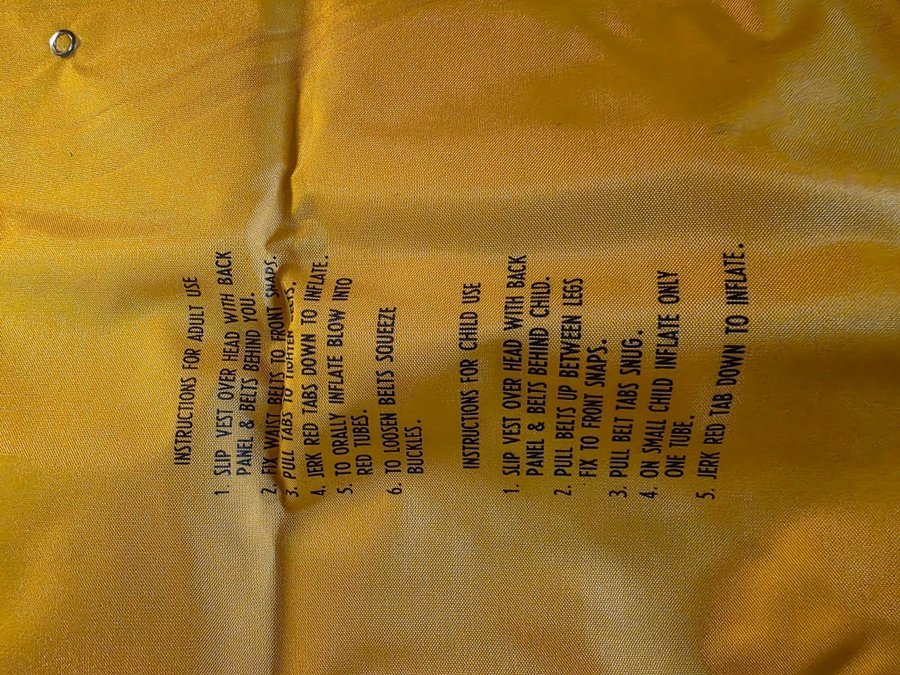 INSTRUCTIONS FOR ADULT USE
1. SLIP VEST OVER HEAD WITH BACK
PANEL & BELTS BEHIND YOU.
2. FIX WAIST BELTS TO FRONT SNAPS.
3. PULL TABS TO TIGHTEN BELTS.
4. JERK RED TABS DOWN TO INFLATE.
5. TO ORALLY INFLATE BLOW INTO
RED TUBES.
6. TO LOOSEN BELTS SQUEEZE
BUCKLES.
INSTRUCTIONS FOR CHILD USE
1. SLIP VEST OVER HEAD WITH BACK
PANEL & BELTS BEHIND CHILD.
2. PULL BELTS UP BETWEEN LEGS
FIX TO FRONT SNAPS.
3. PULL BELT TABS SNUG.
4. ON SMALL CHILD INFLATE ONLY
ONE TUBE.
5. JERK RED TAB DOWN TO INFLATE.